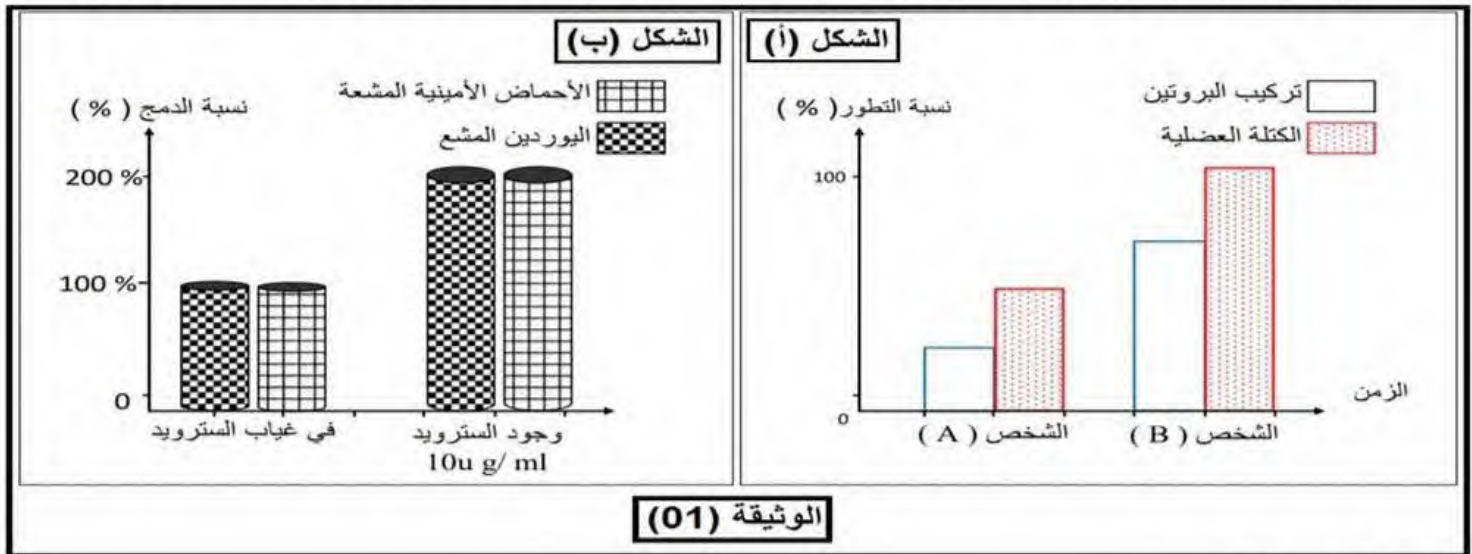 الشكل (أ)
نسبة التطور ( % )
تركيب البروتين
الكتلة العضلية
100
0
الزمن
الشخص ( A )
الشخص ( B )
الشكل (ب)
نسبة الدمج ( % )
الأحماض الأمينية المشعة
اليوردين المشع
200 %
100 %
0
في غياب السترويد
وجود السترويد
10u g/ ml
الوثيقة (01)